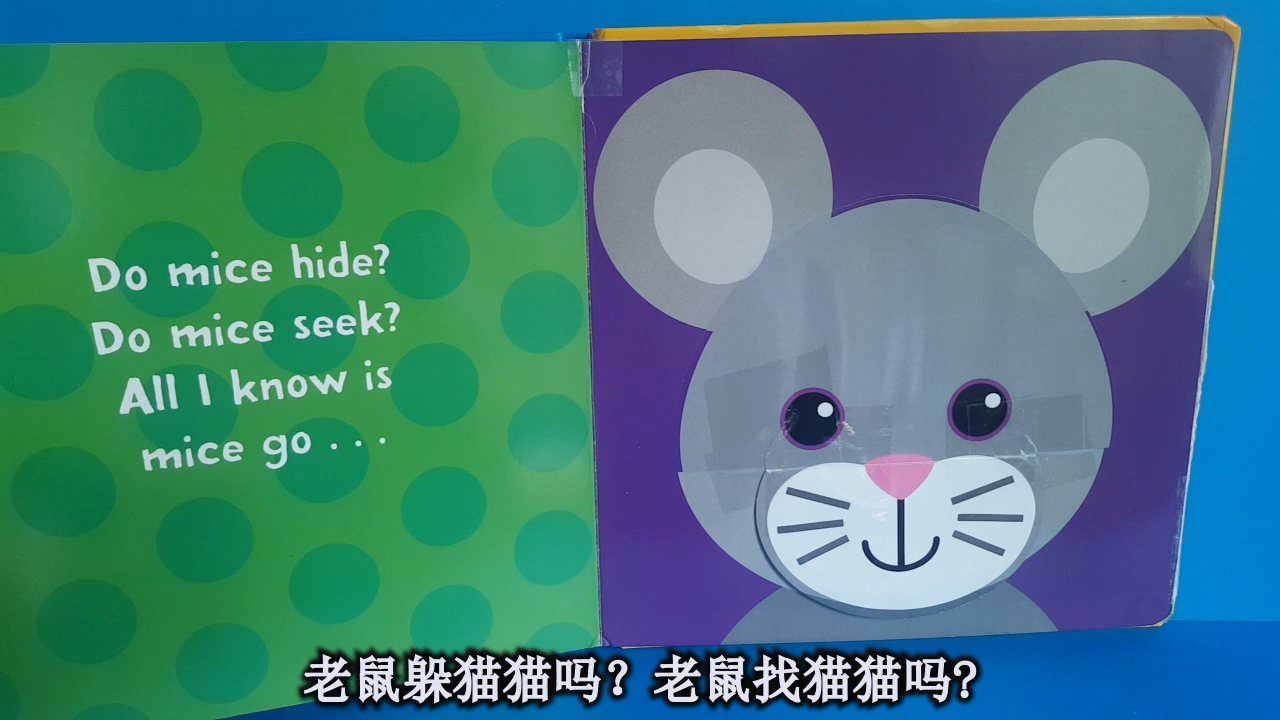 Do mice hide?
Do mice seek?
All I know is
mice go . . .
老鼠躲猫猫吗？老鼠找猫猫吗?